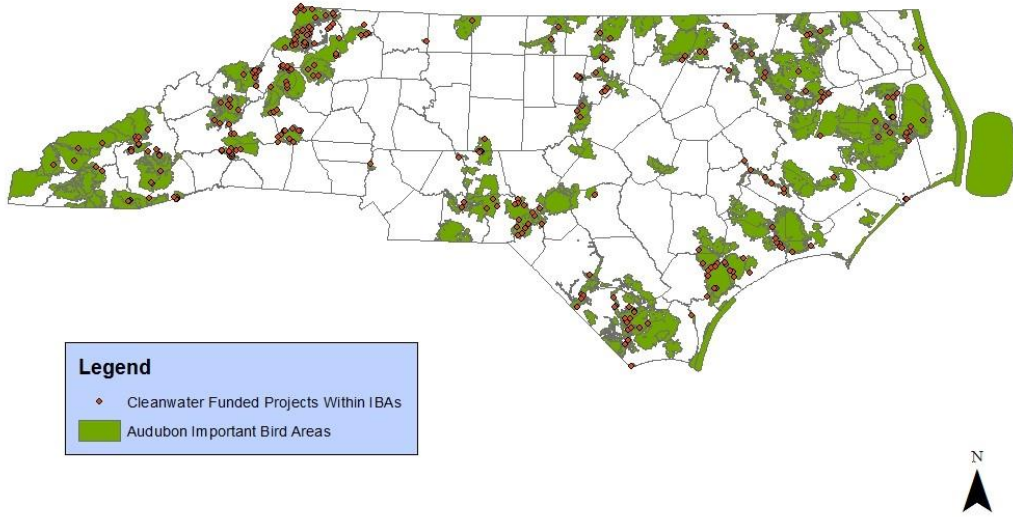 Legend
Cleanwater Funded Projects Within IBAs
Audubon Important Bird Areas
N